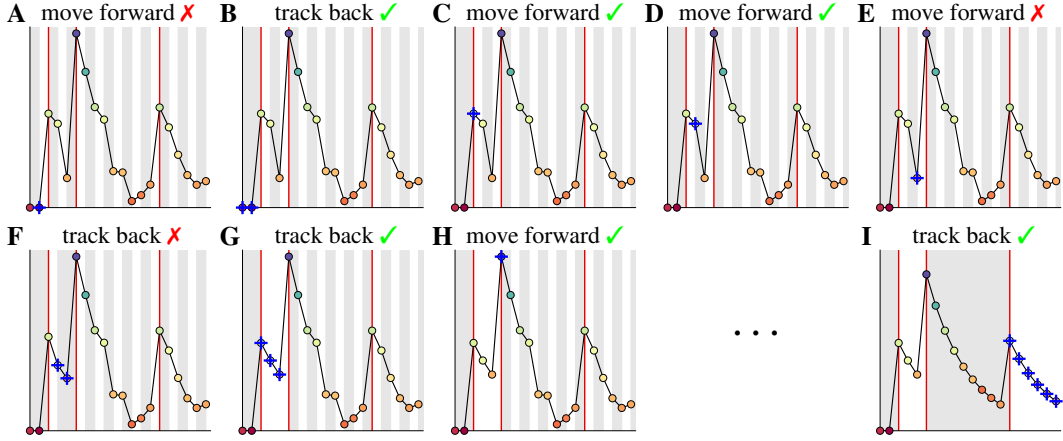 A move forward ✗
B track back ✓
C move forward ✓
D move forward ✓
E move forward ✗
F track back ✗
G track back ✓
H move forward ✓
. . .
I track back ✓